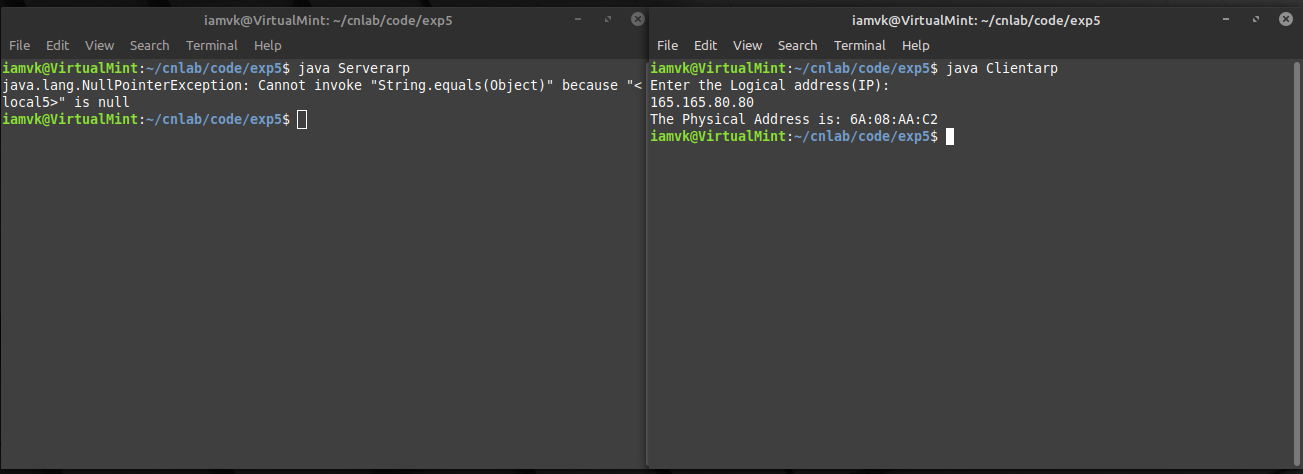 iamvk@VirtualMint: ~/cnlab/code/exp5
File Edit View Search Terminal Help
iamvk@VirtualMint:~/cnlab/code/exp5$ java Serverarp
java.lang.NullPointerException: Cannot invoke "String.equals(Object)" because "<
local5>" is null
iamvk@VirtualMint:~/cnlab/code/exp5$
iamvk@VirtualMint: ~/cnlab/code/exp5
File Edit View Search Terminal Help
iamvk@VirtualMint:~/cnlab/code/exp5$ java Clientarp
Enter the Logical address(IP):
165.165.80.80
The Physical Address is: 6A:08:AA:C2
iamvk@VirtualMint:~/cnlab/code/exp5$